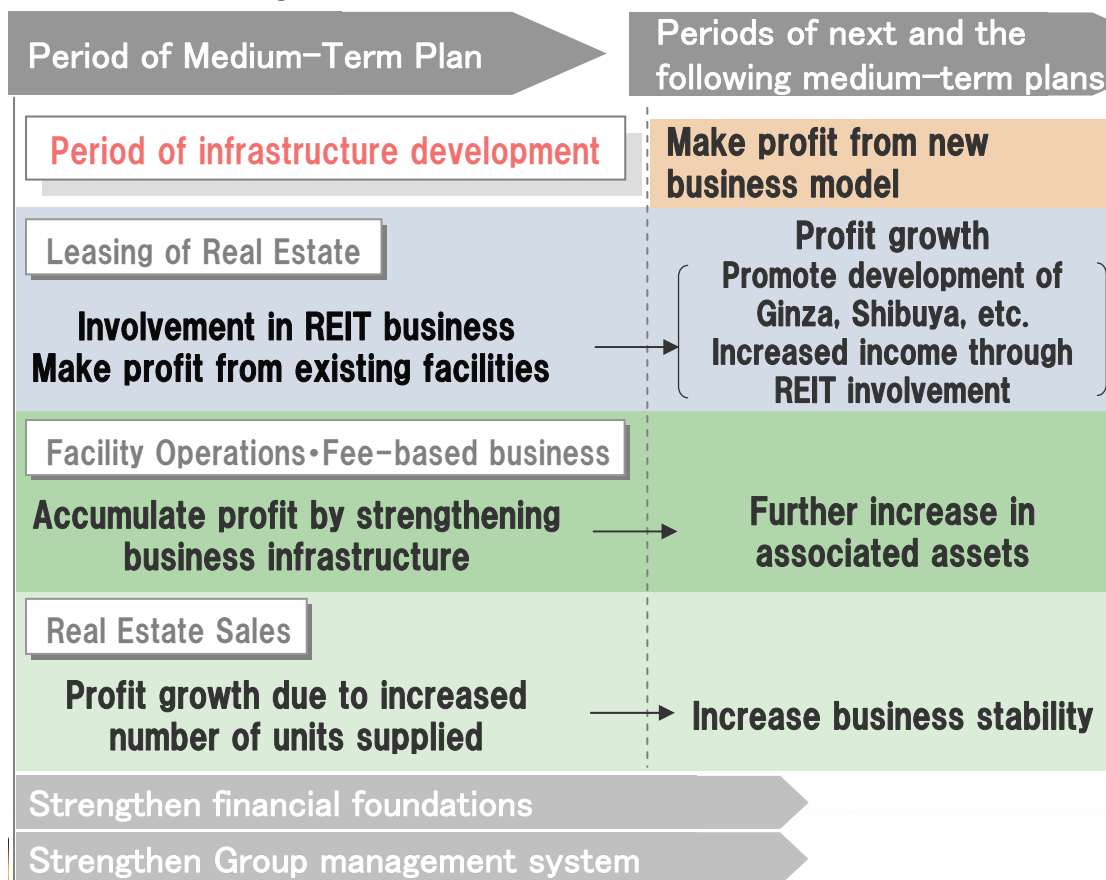 Period of Medium-Term Plan
Periods of next and the
following medium-term plans
Period of infrastructure development
Make profit from new
business model
Leasing of Real Estate
Involvement in REIT business
Make profit from existing facilities
Profit growth
Promote development of
Ginza, Shibuya, etc.
Increased income through
REIT involvement
Facility Operations・Fee-based business
Accumulate profit by strengthening
business infrastructure
Further increase in
associated assets
Real Estate Sales
Profit growth due to increased
number of units supplied
Increase business stability
Strengthen financial foundations
Strengthen Group management system